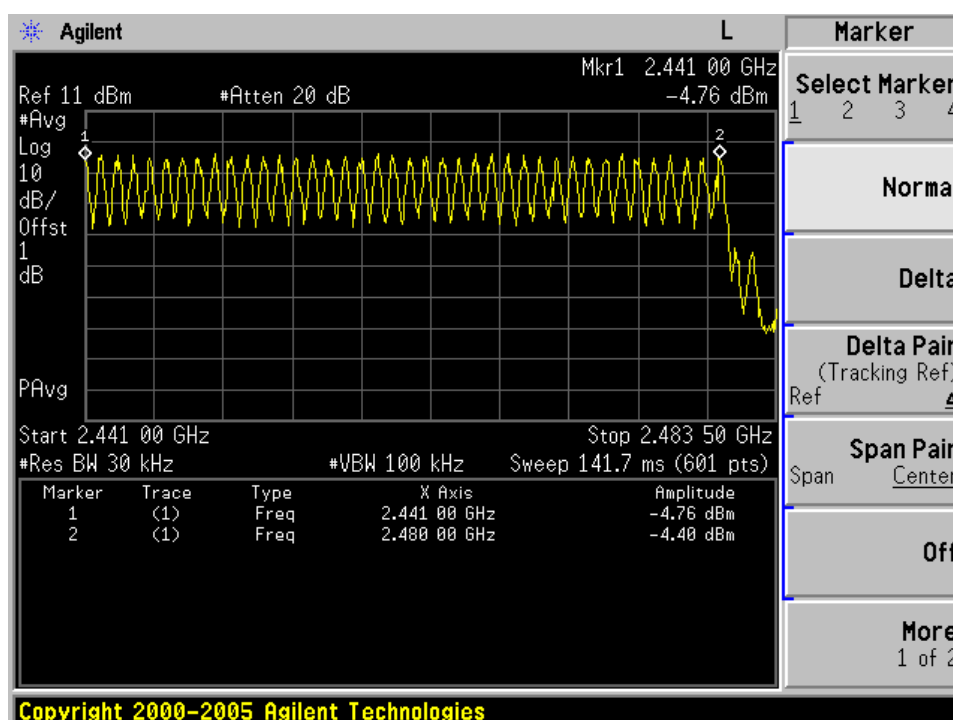 Agilent L
Mkr1 2.441 00 GHz
Ref 11 dBm #Atten 20 dB -4.76 dBm
#Avg
Log
10
dB/
Offst
1
dB
PAvg
1
2
Start 2.441 00 GHz Stop 2.483 50 GHz
#Res BW 30 kHz #VBW 100 kHz Sweep 141.7 ms (601 pts)
Marker Trace Type X Axis Amplitude
1 (1) Freq 2.441 00 GHz -4.76 dBm
2 (1) Freq 2.480 00 GHz -4.40 dBm
Copyright 2000-2005 Agilent Technologies
Marker
Select Marker
1 2 3 4
Norma
Delta
Delta Pair
(Tracking Ref)
Ref Δ
Span Pair
Span Center
Off
More
1 of 2